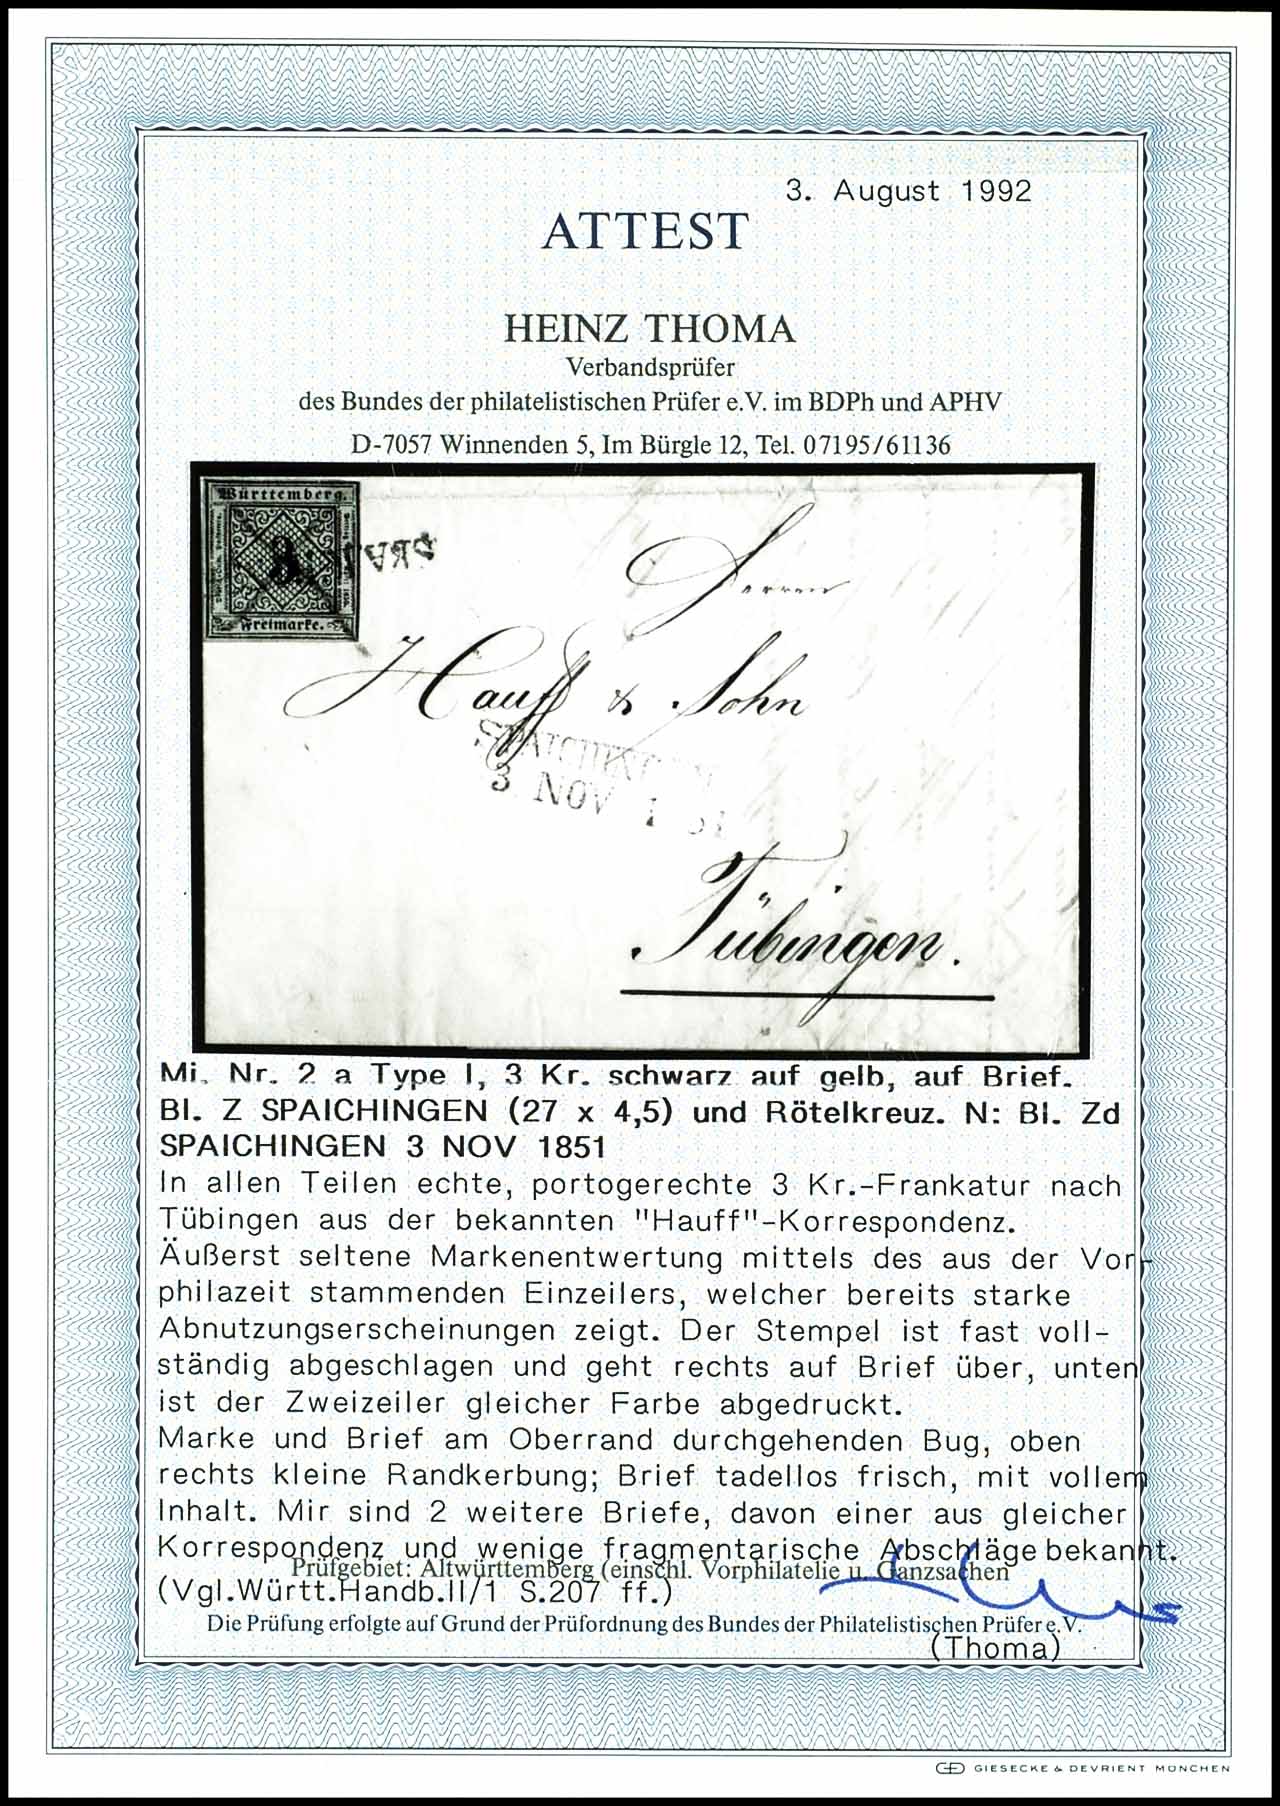 3. August 1992
ATTEST
HEINZ THOMA
Verbandsprüfer
des Bundes der philatelistischen Prüfer e.V. im BDPh und APHV
D-7057 Winnenden 5, Im Bürgle 12, Tel. 07195/61136
Württemberg.
3
Freimarke.
Herren
Hauff & Sohn
SPAICHINGEN
3 NOV 1 51
Tübingen.
Mi. Nr. 2 a Type I, 3 Kr. schwarz auf gelb, auf Brief.
Bl. Z SPAICHINGEN (27 x 4,5) und Rötelkreuz. N: Bl. Zd
SPAICHINGEN 3 NOV 1851
In allen Teilen echte, portogerechte 3 Kr.-Frankatur nach
Tübingen aus der bekannten "Hauff"-Korrespondenz.
Äußerst seltene Markenentwertung mittels des aus der Vor-
philazeit stammenden Einzeilers, welcher bereits starke
Abnutzungserscheinungen zeigt. Der Stempel ist fast voll-
ständig abgeschlagen und geht rechts auf Brief über, unten
ist der Zweizeiler gleicher Farbe abgedruckt.
Marke und Brief am Oberrand durchgehenden Bug, oben
rechts kleine Randkerbung; Brief tadellos frisch, mit vollem
Inhalt. Mir sind 2 weitere Briefe, davon einer aus gleicher
Korrespondenz und wenige fragmentarische Abschläge bekannt.
Prüfgebiet: Altwürttemberg (einschl. Vorphilatelie u. Ganzsachen
(Vgl.Württ.Handb.II/1 S.207 ff.)
Die Prüfung erfolgte auf Grund der Prüfordnung des Bundes der Philatelistischen Prüfer e.V.
(Thoma)
GIESECKE & DEVRIENT MÜNCHEN